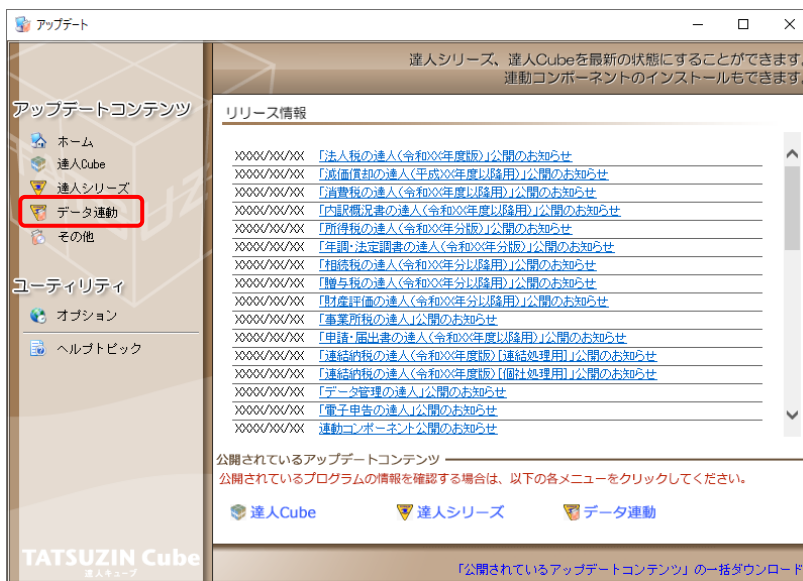 アップデート
達人シリーズ、達人Cubeを最新の状態にすることができます。
連動コンポーネントのインストールもできます。
アップデートコンテンツ
ホーム
達人Cube
達人シリーズ
データ連動
その他
ユーティリティ
オプション
ヘルプトピック
リリース情報
XXXX/XX/XX 「法人税の達人(令和XX年度版)」公開のお知らせ
XXXX/XX/XX 「減価償却の達人(平成XX年度以降用)」公開のお知らせ
XXXX/XX/XX 「消費税の達人(令和XX年度以降用)」公開のお知らせ
XXXX/XX/XX 「内訳概況書の達人(令和XX年度以降用)」公開のお知らせ
XXXX/XX/XX 「所得税の達人(令和XX年分版)」公開のお知らせ
XXXX/XX/XX 「年調・法定調書の達人(令和XX年分版)」公開のお知らせ
XXXX/XX/XX 「相続税の達人(令和XX年分以降用)」公開のお知らせ
XXXX/XX/XX 「贈与税の達人(令和XX年分以降用)」公開のお知らせ
XXXX/XX/XX 「財産評価の達人(令和XX年分以降用)」公開のお知らせ
XXXX/XX/XX 「事業所税の達人」公開のお知らせ
XXXX/XX/XX 「申請・届出書の達人(令和XX年度以降用)」公開のお知らせ
XXXX/XX/XX 「連結納税の達人(令和XX年度版)[連結処理用]」公開のお知らせ
XXXX/XX/XX 「連結納税の達人(令和XX年度版)[個社処理用]」公開のお知らせ
XXXX/XX/XX 「データ管理の達人」公開のお知らせ
XXXX/XX/XX 「電子申告の達人」公開のお知らせ
XXXX/XX/XX 連動コンポーネント公開のお知らせ
公開されているアップデートコンテンツ
公開されているプログラムの情報を確認する場合は、以下の各メニューをクリックしてください。
達人Cube 達人シリーズ データ連動
TATSUZIN Cube
達人キューブ
「公開されているアップデートコンテンツ」の一括ダウンロード